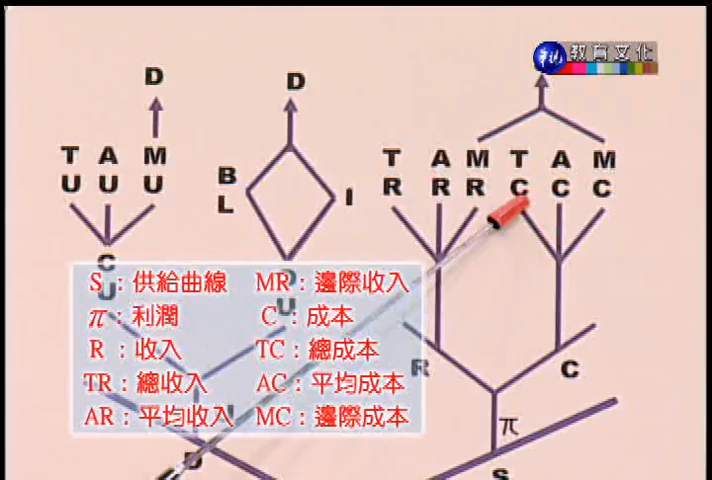 華視 教育文化
D D
T A M T A M T A M
U U U R R R C C C
B
L I
C
U
O
U
S：供給曲線 MR：邊際收入
π：利潤 C：成本
R：收入 TC：總成本
TR：總收入 AC：平均成本
AR：平均收入 MC：邊際成本
R C
π
D S